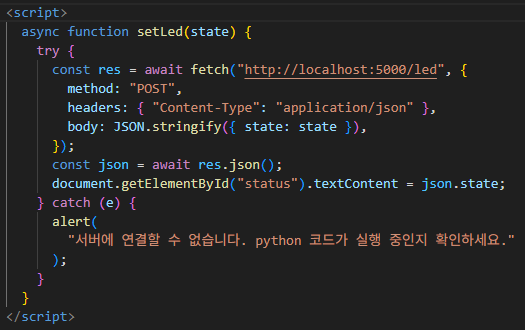 <script>
  async function setLed(state) {
    try {
      const res = await fetch("http://localhost:5000/led", {
        method: "POST",
        headers: { "Content-Type": "application/json" },
        body: JSON.stringify({ state: state }),
      });
      const json = await res.json();
      document.getElementById("status").textContent = json.state;
    } catch (e) {
      alert(
        "서버에 연결할 수 없습니다. python 코드가 실행 중인지 확인하세요."
      );
    }
  }
</script>